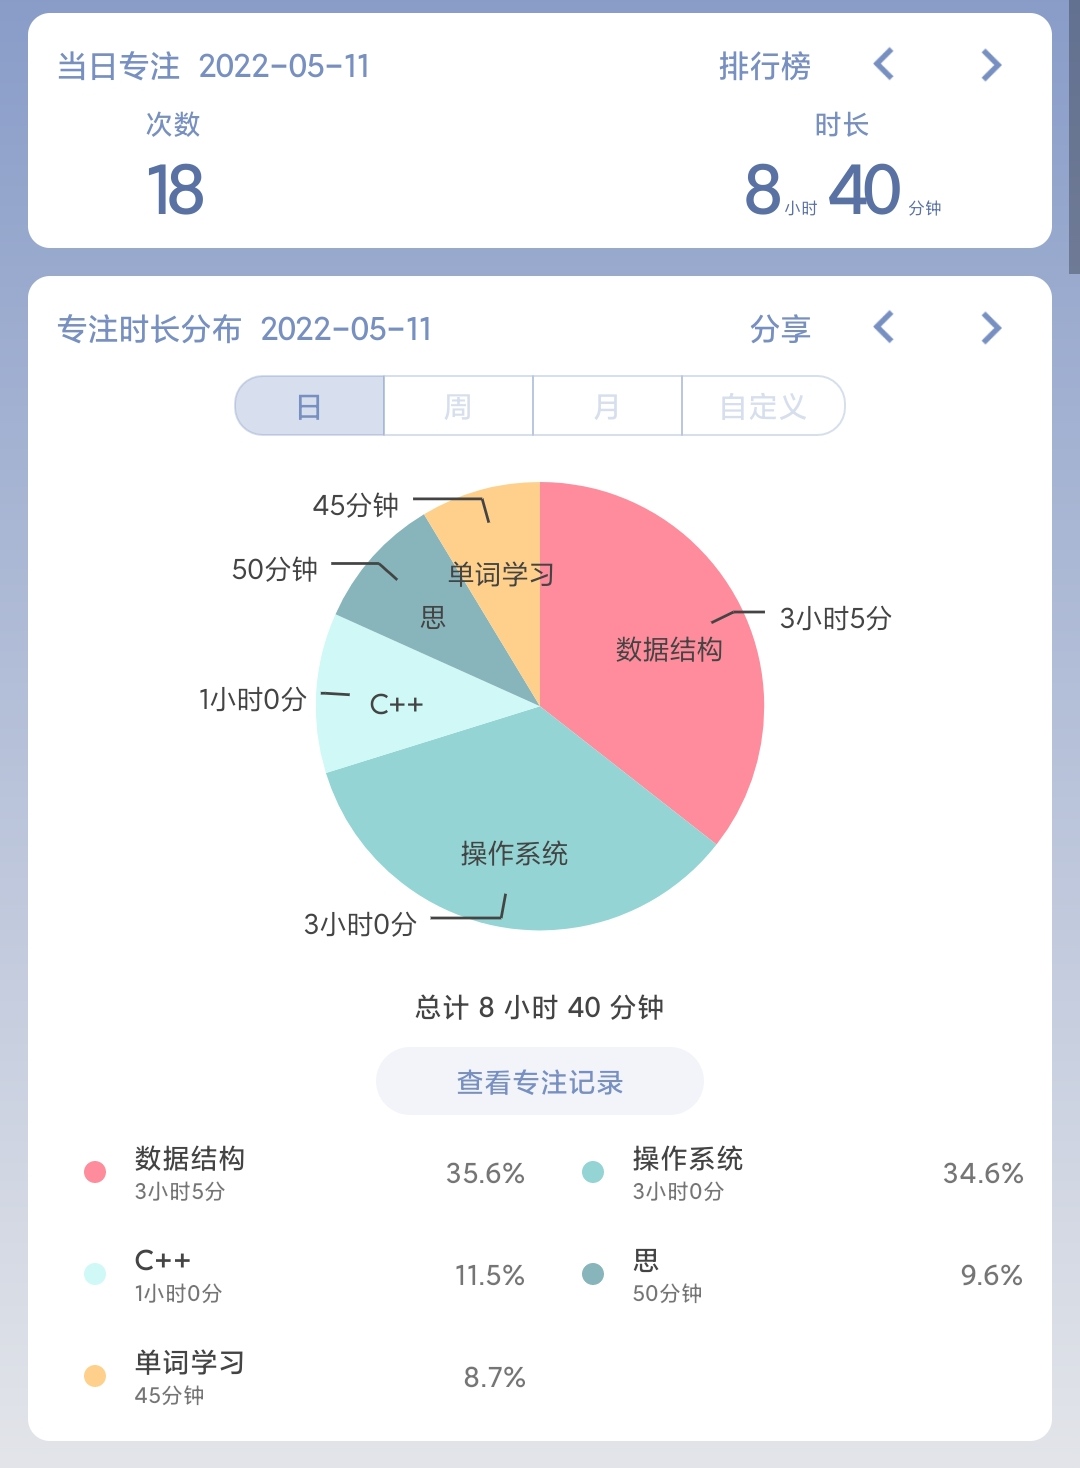 当日专注 2022-05-11 排行榜
次数 时长
18 8小时40分钟
专注时长分布 2022-05-11 分享
日 周 月 自定义
45分钟
50分钟
单词学习
思
3小时5分
数据结构
1小时0分
C++
操作系统
3小时0分
总计 8 小时 40 分钟
查看专注记录
数据结构 35.6% 操作系统 34.6%
3小时5分 3小时0分
C++ 11.5% 思 9.6%
1小时0分 50分钟
单词学习 8.7%
45分钟